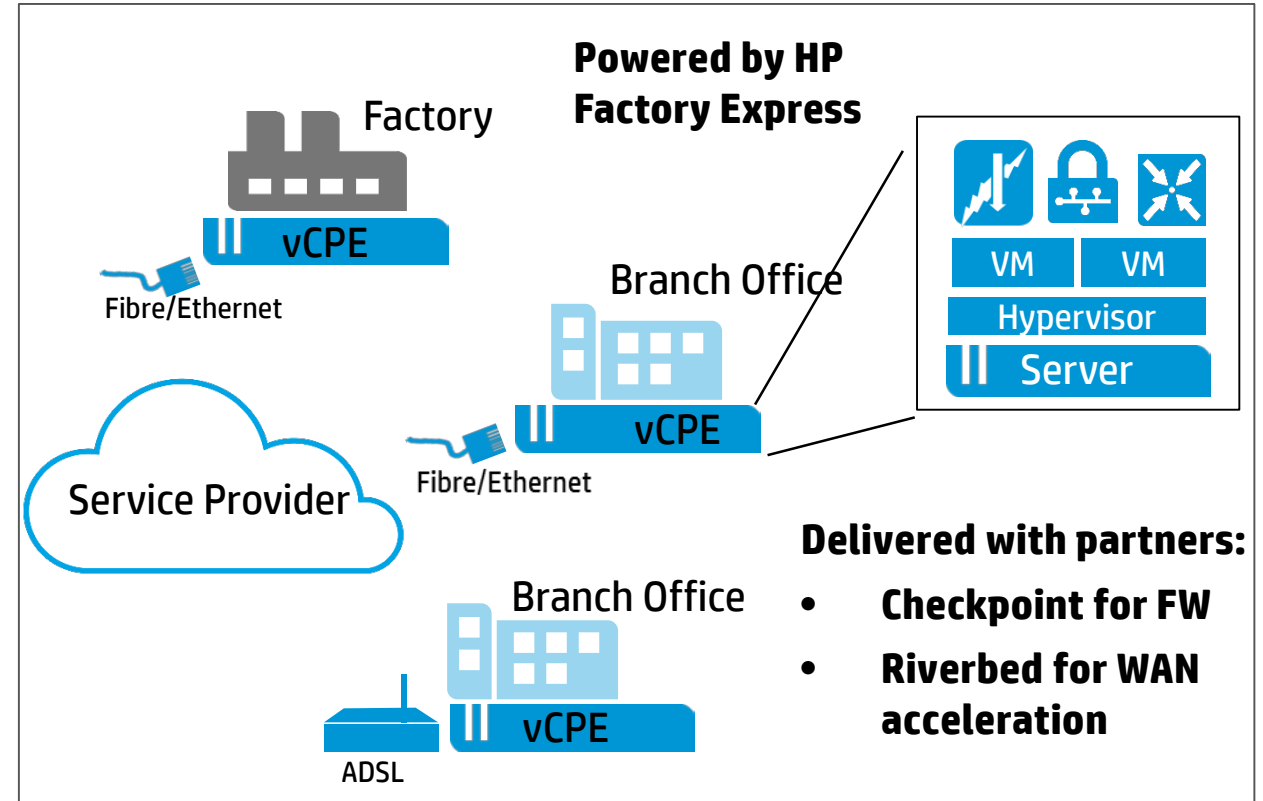 Powered by HP
Factory Express
Factory
vCPE
Fibre/Ethernet
Branch Office
vCPE
Fibre/Ethernet
VM VM
Hypervisor
Server
Service Provider
Delivered with partners:
• Checkpoint for FW
• Riverbed for WAN
acceleration
Branch Office
vCPE
ADSL